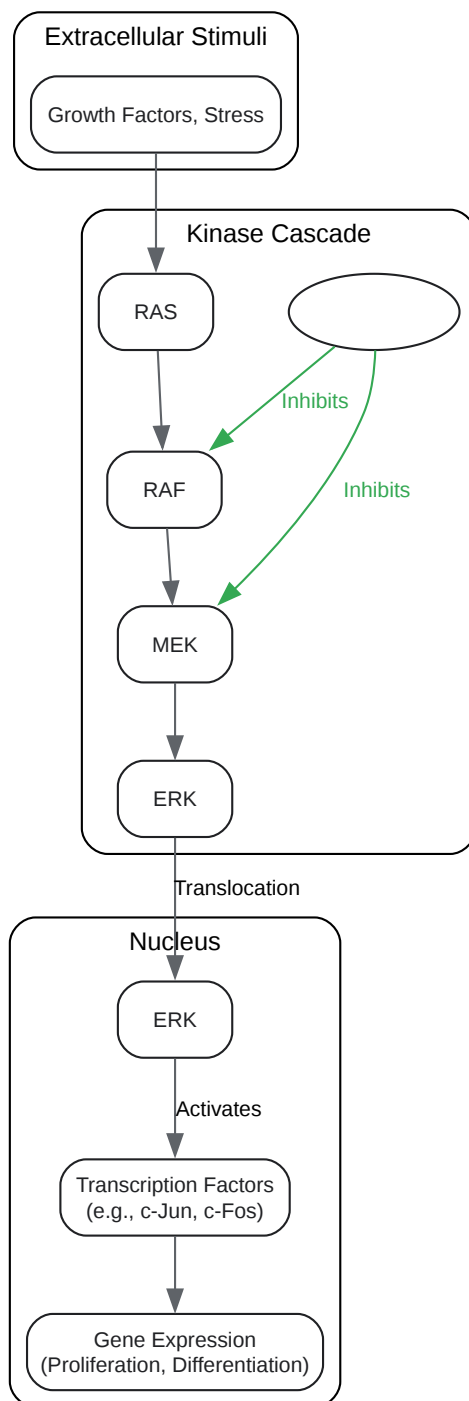 Extracellular Stimuli
Growth Factors, Stress
Kinase Cascade
RAS
Inhibits
RAF
Inhibits
MEK
ERK
Translocation
Nucleus
ERK
Activates
Transcription Factors
(e.g., c-Jun, c-Fos)
Gene Expression
(Proliferation, Differentiation)